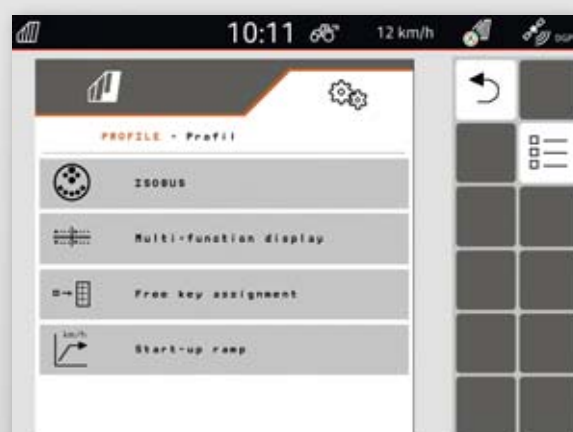 10:11 12 km/h
PROFILE - Profil
ISOBUS
Multi-function display
Free key assignment
km/h
Start-up ramp